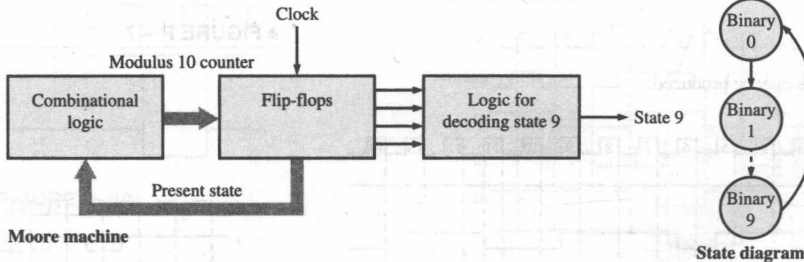 Clock
Modulus 10 counter
Combinational
logic
Flip-flops
Logic for
decoding state 9
State 9
Present state
Moore machine
Binary
0
Binary
1
Binary
9
State diagram